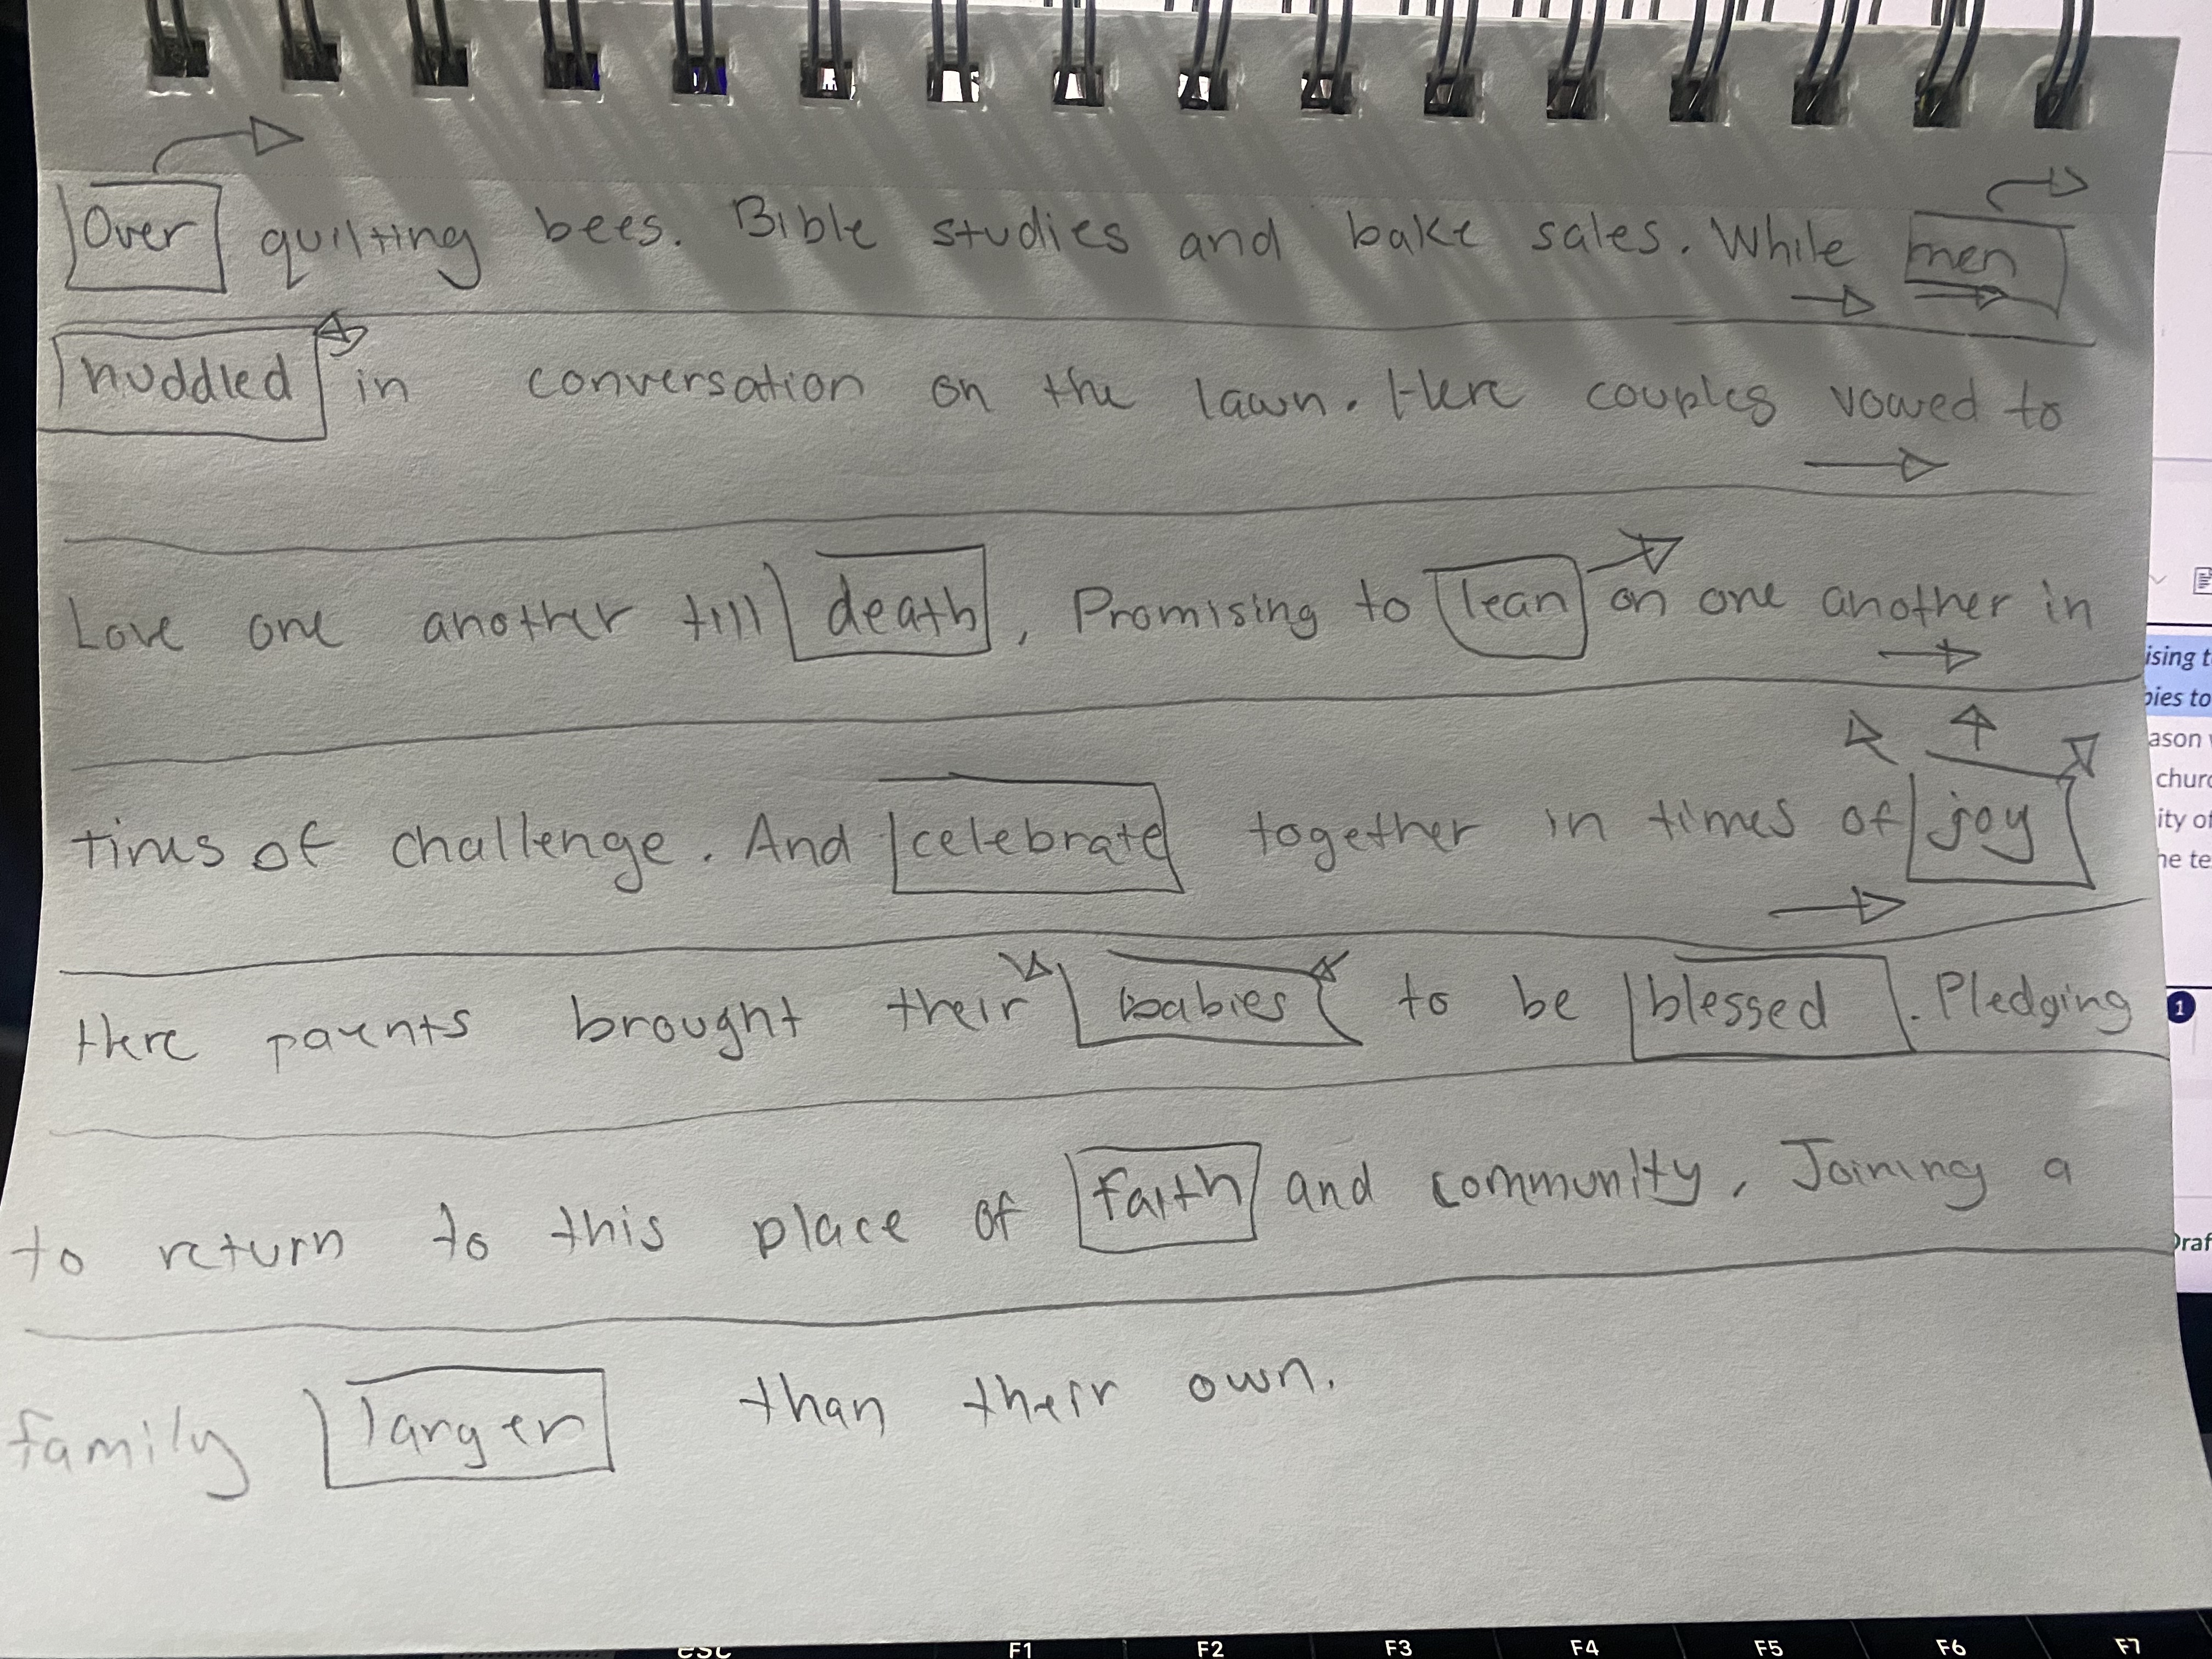 Over quilting bees. Bible studies and bake sales. While men
huddled in conversation on the lawn. Here couples vowed to
Love one another till death, Promising to lean on one another in
times of challenge. And celebrate together in times of joy
Here parents brought their babies to be blessed. Pledging
to return to this place of faith and community, Joining a
family larger than their own.
ising t
bies to
ason
churc
ity of
he te
1
Draf
esc F1 F2 F3 F4 F5 F6 F7